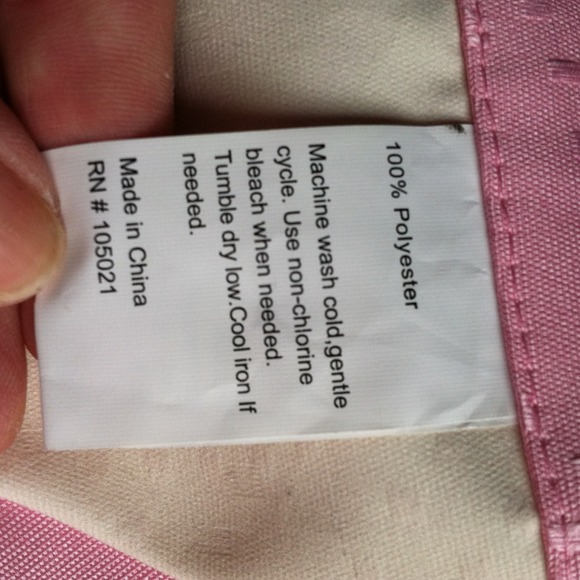 100% Polyester
Machine wash cold,gentle
cycle. Use non-chlorine
bleach when needed.
Tumble dry low.Cool iron If
needed.
Made in China
RN # 105021